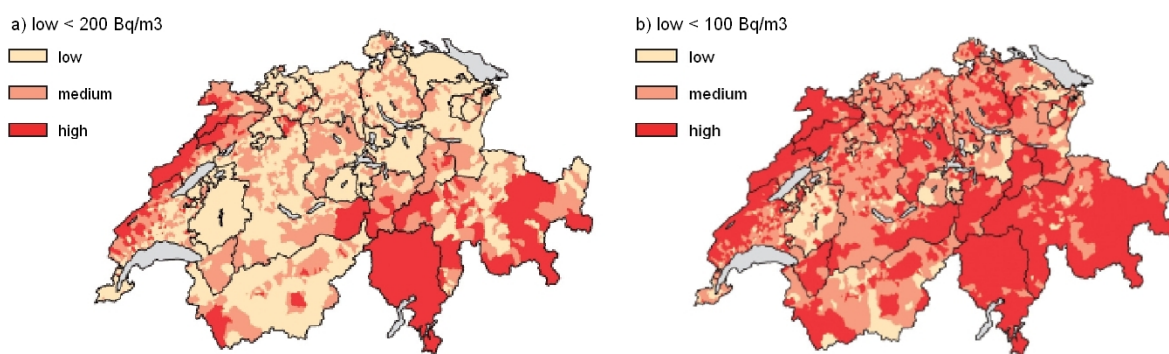 a) low < 200 Bq/m3
low
medium
high
b) low < 100 Bq/m3
low
medium
high